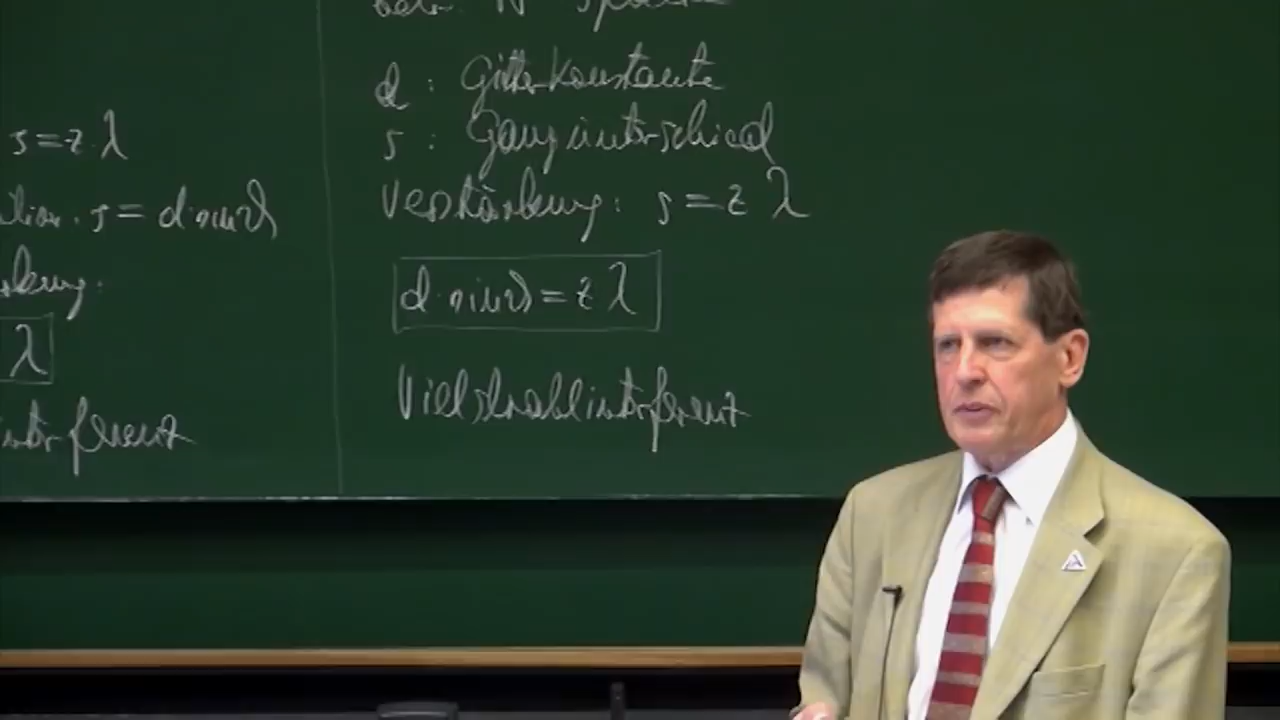 s = z λ
s = d · sin ϑ
λ
d : Gitterkonstante
s : Gangunterschied
Verstärkung: s = z λ
d · sin ϑ = z λ
Vielstrahlinterferenz